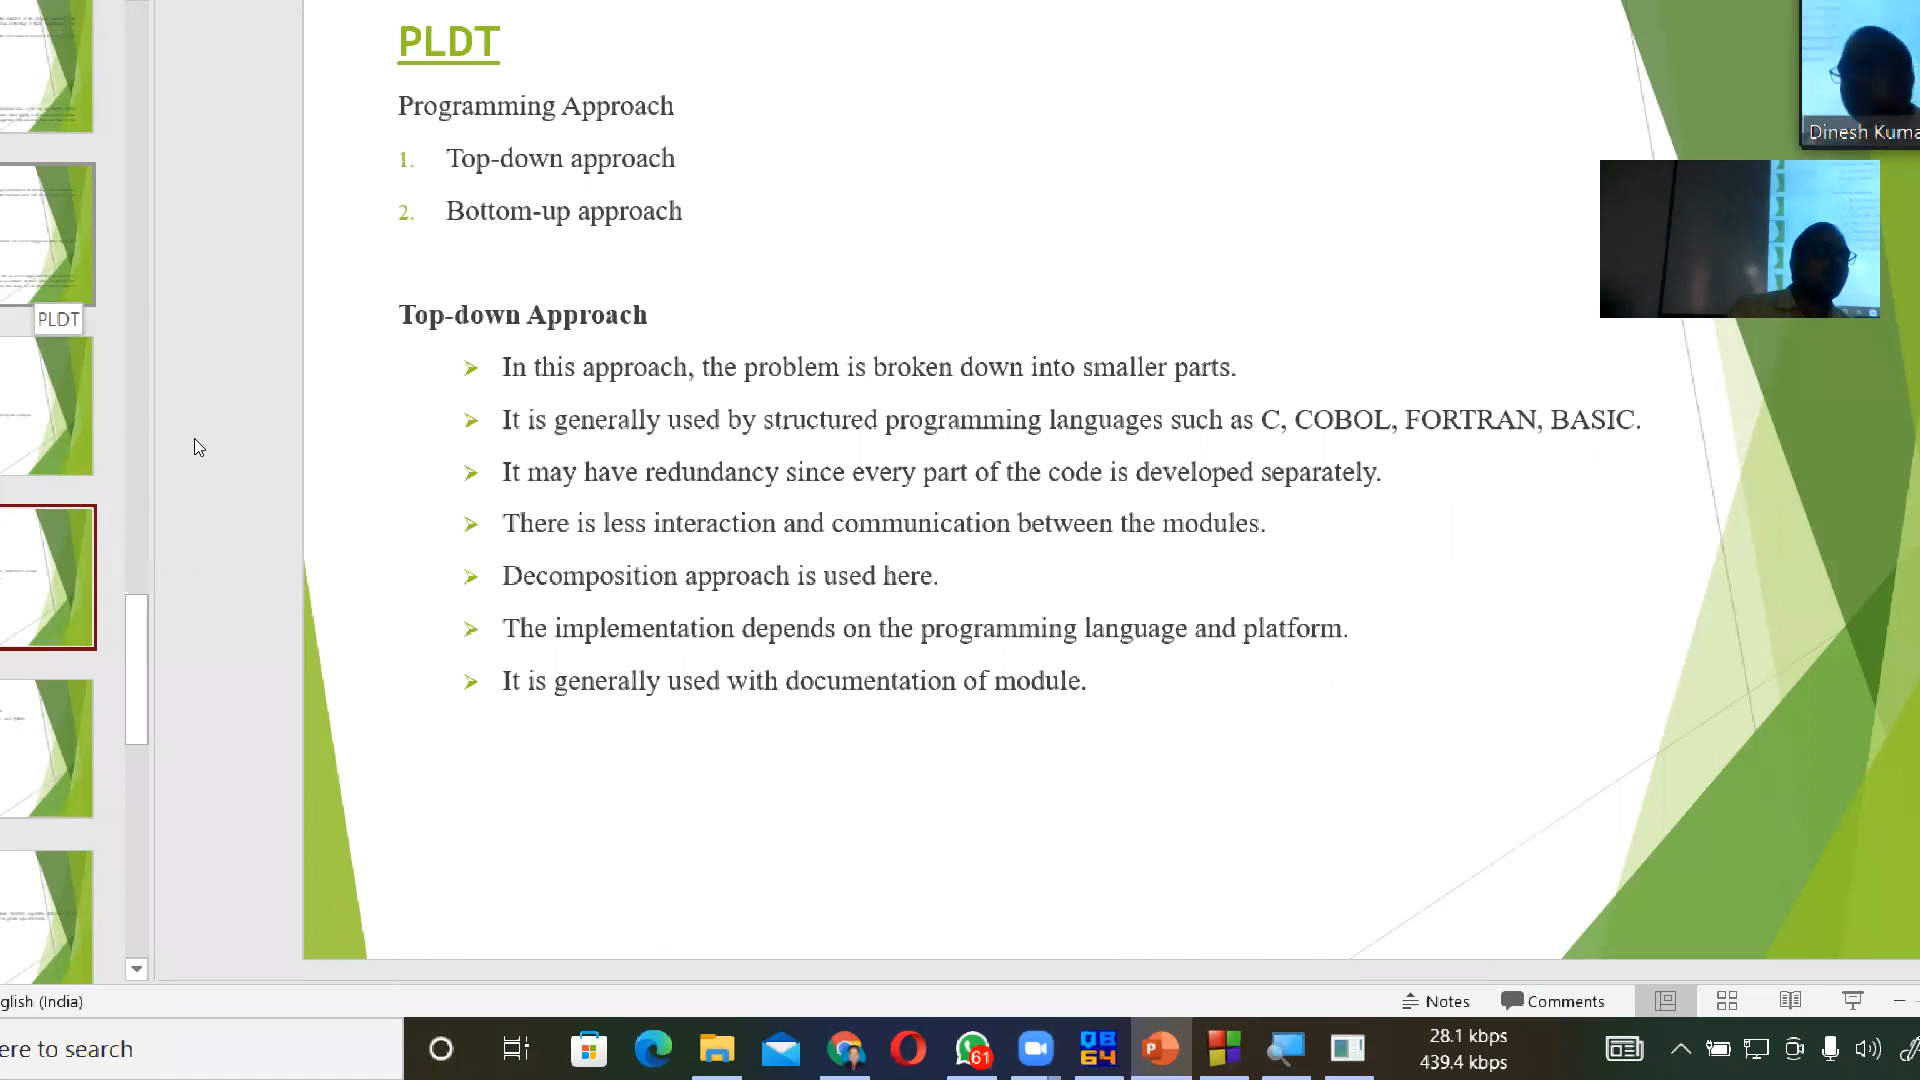 PLDT
Programming Approach
1. Top-down approach
2. Bottom-up approach
Top-down Approach
In this approach, the problem is broken down into smaller parts.
It is generally used by structured programming languages such as C, COBOL, FORTRAN, BASIC.
It may have redundancy since every part of the code is developed separately.
There is less interaction and communication between the modules.
Decomposition approach is used here.
The implementation depends on the programming language and platform.
It is generally used with documentation of module.
Dinesh Kuma
PLDT
glish (India)
Notes
Comments
ere to search
61
QB
64
28.1 kbps
439.4 kbps